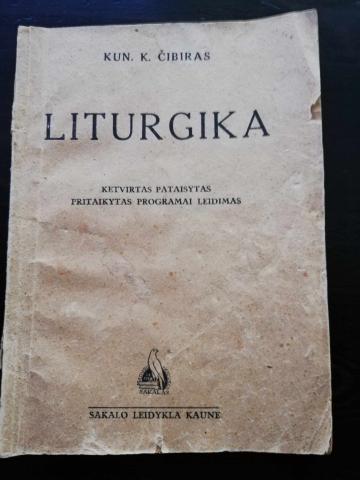 KUN. K. ČIBIRAS
LITURGIKA
KETVIRTAS PATAISYTAS
PRITAIKYTAS PROGRAMAI LEIDIMAS
SAKALAS
SAKALO LEIDYKLA KAUNE